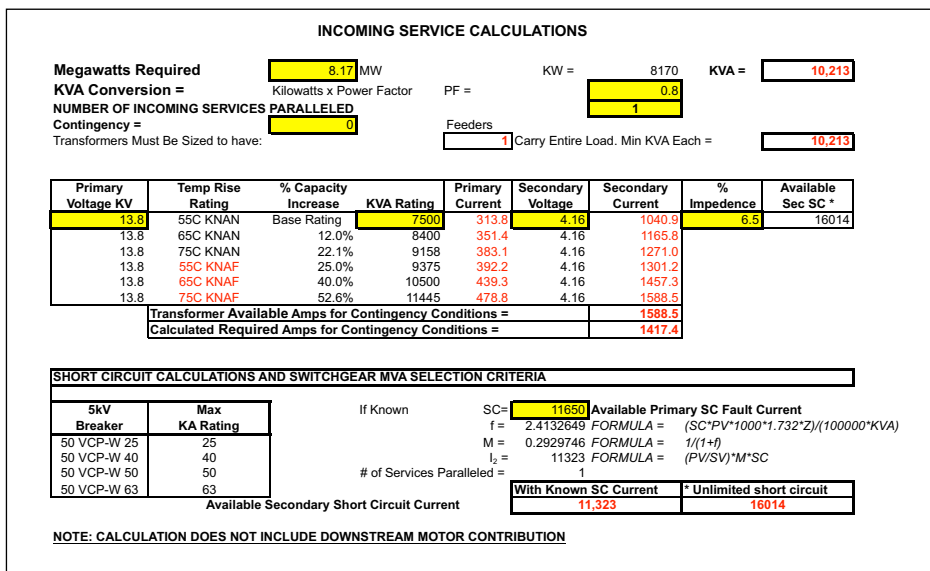 INCOMING SERVICE CALCULATIONS
Megawatts Required 8.17 MW KW = 8170 KVA = 10,213
KVA Conversion = Kilowatts x Power Factor PF = 0.8
NUMBER OF INCOMING SERVICES PARALLELED 1
Contingency = 0 Feeders
Transformers Must Be Sized to have: 1 Carry Entire Load. Min KVA Each = 10,213
Primary Temp Rise % Capacity Primary Secondary Secondary % Available
Voltage KV Rating Increase KVA Rating Current Voltage Current Impedence Sec SC *
13.8 55C KNAN Base Rating 7500 313.8 4.16 1040.9 6.5 16014
13.8 65C KNAN 12.0% 8400 351.4 4.16 1165.8
13.8 75C KNAN 22.1% 9158 383.1 4.16 1271.0
13.8 55C KNAF 25.0% 9375 392.2 4.16 1301.2
13.8 65C KNAF 40.0% 10500 439.3 4.16 1457.3
13.8 75C KNAF 52.6% 11445 478.8 4.16 1588.5
Transformer Available Amps for Contingency Conditions = 1588.5
Calculated Required Amps for Contingency Conditions = 1417.4
SHORT CIRCUIT CALCULATIONS AND SWITCHGEAR MVA SELECTION CRITERIA
5kV Max If Known SC= 11650 Available Primary SC Fault Current
Breaker KA Rating f = 2.4132649 FORMULA = (SC*PV*1000*1.732*Z)/(100000*KVA)
50 VCP-W 25 25 M = 0.2929746 FORMULA = 1/(1+f)
50 VCP-W 40 40 I₂ = 11323 FORMULA = (PV/SV)*M*SC
50 VCP-W 50 50 # of Services Paralleled = 1
50 VCP-W 63 63 With Known SC Current * Unlimited short circuit
Available Secondary Short Circuit Current 11,323 16014
NOTE: CALCULATION DOES NOT INCLUDE DOWNSTREAM MOTOR CONTRIBUTION